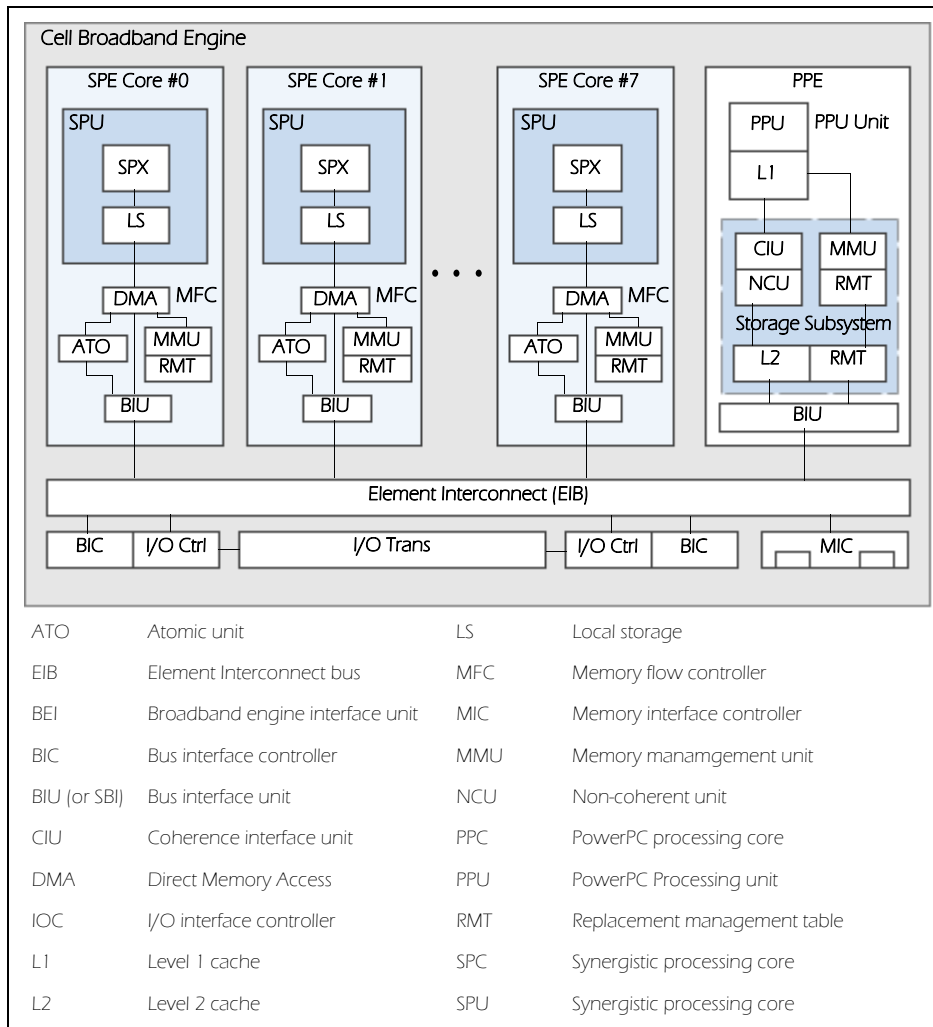 Cell Broadband Engine
SPE Core #0
SPE Core #1
SPE Core #7
PPE
SPU
SPU
SPU
PPU
PPU Unit
SPX
SPX
SPX
L1
LS
LS
LS
CIU
MMU
NCU
RMT
• • •
DMA
MFC
DMA
MFC
DMA
MFC
Storage Subsystem
ATO
MMU
ATO
MMU
ATO
MMU
RMT
RMT
RMT
L2
RMT
BIU
BIU
BIU
BIU
Element Interconnect (EIB)
BIC
I/O Ctrl
I/O Trans
I/O Ctrl
BIC
MIC
ATO Atomic unit LS Local storage
EIB Element Interconnect bus MFC Memory flow controller
BEI Broadband engine interface unit MIC Memory interface controller
BIC Bus interface controller MMU Memory manamgement unit
BIU (or SBI) Bus interface unit NCU Non-coherent unit
CIU Coherence interface unit PPC PowerPC processing core
DMA Direct Memory Access PPU PowerPC Processing unit
IOC I/O interface controller RMT Replacement management table
L1 Level 1 cache SPC Synergistic processing core
L2 Level 2 cache SPU Synergistic processing core